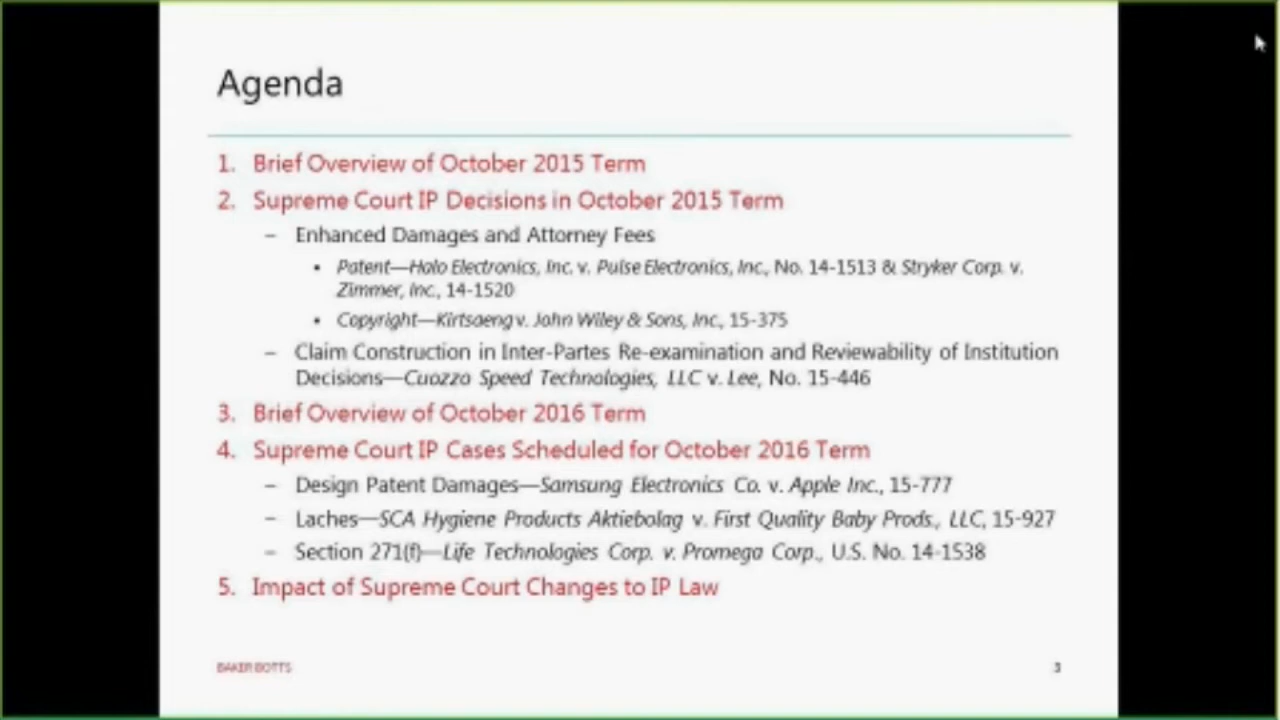 Agenda
1. Brief Overview of October 2015 Term
2. Supreme Court IP Decisions in October 2015 Term
– Enhanced Damages and Attorney Fees
• Patent—Halo Electronics, Inc. v. Pulse Electronics, Inc., No. 14-1513 & Stryker Corp. v.
Zimmer, Inc., 14-1520
• Copyright—Kirtsaeng v. John Wiley & Sons, Inc., 15-375
– Claim Construction in Inter-Partes Re-examination and Reviewability of Institution
Decisions—Cuozzo Speed Technologies, LLC v. Lee, No. 15-446
3. Brief Overview of October 2016 Term
4. Supreme Court IP Cases Scheduled for October 2016 Term
– Design Patent Damages—Samsung Electronics Co. v. Apple Inc., 15-777
– Laches—SCA Hygiene Products Aktiebolag v. First Quality Baby Prods., LLC, 15-927
– Section 271(f)—Life Technologies Corp. v. Promega Corp., U.S. No. 14-1538
5. Impact of Supreme Court Changes to IP Law
BAKER BOTTS
3